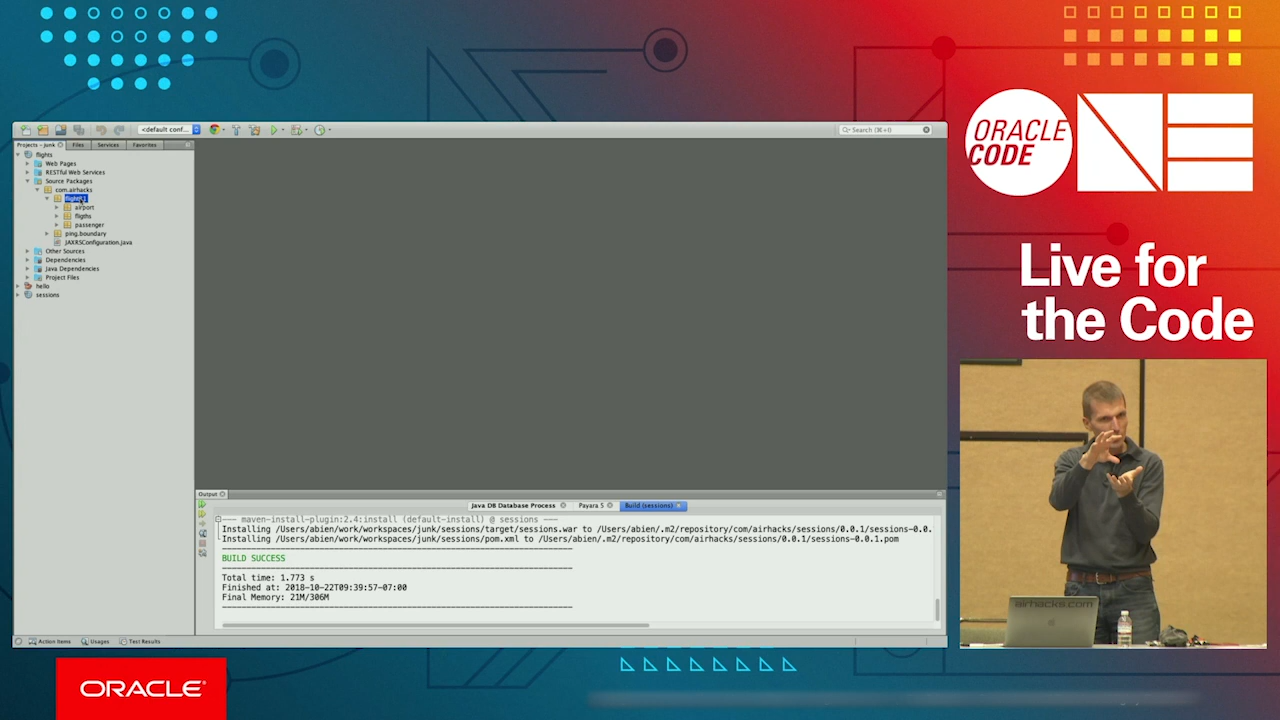 <default conf...
Search (⌘+I)
Projects - junk
Files
Services
Favorites
flights
Web Pages
RESTful Web Services
Source Packages
com.airhacks
airport
fligths
passenger
ping.boundary
JAXRSConfiguration.java
Other Sources
Dependencies
Java Dependencies
Project Files
hello
sessions
Output
Java DB Database Process
Payara 5
Build (sessions)
--- maven-install-plugin:2.4:install (default-install) @ sessions ---
Installing /Users/abien/work/workspaces/junk/sessions/target/sessions.war to /Users/abien/.m2/repository/com/airhacks/sessions/0.0.1/sessions-0.0.
Installing /Users/abien/work/workspaces/junk/sessions/pom.xml to /Users/abien/.m2/repository/com/airhacks/sessions/0.0.1/sessions-0.0.1.pom
BUILD SUCCESS
Total time: 1.773 s
Finished at: 2018-10-22T09:39:57-07:00
Final Memory: 21M/306M
Action Items
Usages
Test Results
ORACLE
CODE
NE
Live for
the Code
airhacks.com
ORACLE